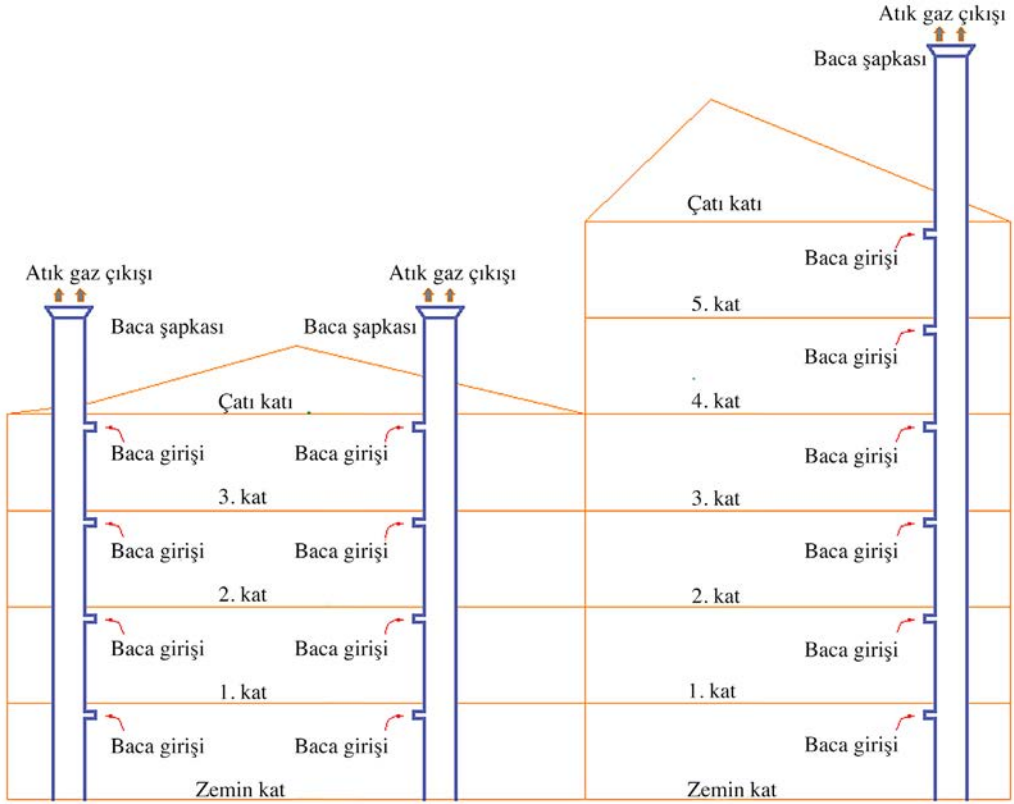 Atık gaz çıkışı
Baca şapkası
Çatı katı
Baca girişi
5. kat
Baca girişi
4. kat
Baca girişi
3. kat
Baca girişi
2. kat
Baca girişi
1. kat
Baca girişi
Zemin kat
Atık gaz çıkışı
Atık gaz çıkışı
Baca şapkası
Baca şapkası
Çatı katı
Baca girişi
Baca girişi
3. kat
Baca girişi
Baca girişi
2. kat
Baca girişi
Baca girişi
1. kat
Baca girişi
Baca girişi
Zemin kat